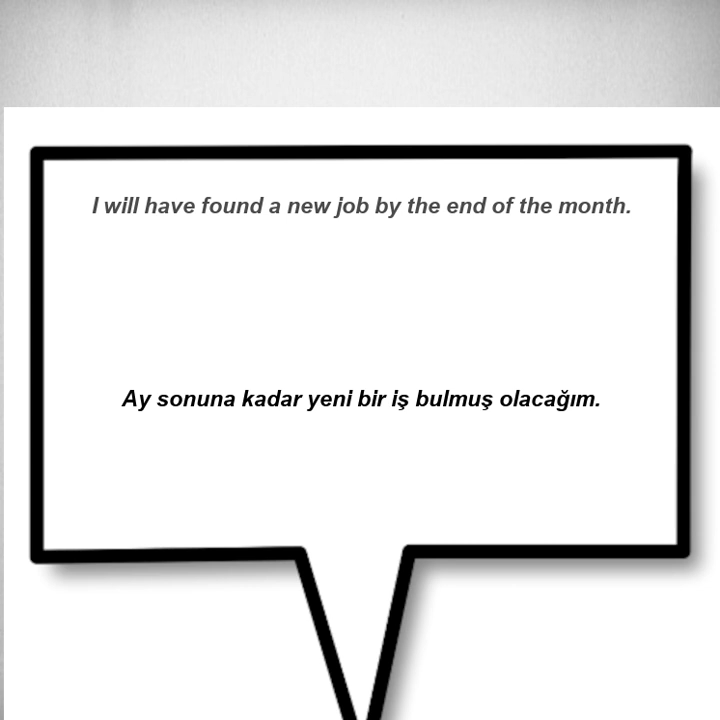 I will have found a new job by the end of the month.
Ay sonuna kadar yeni bir iş bulmuş olacağım.